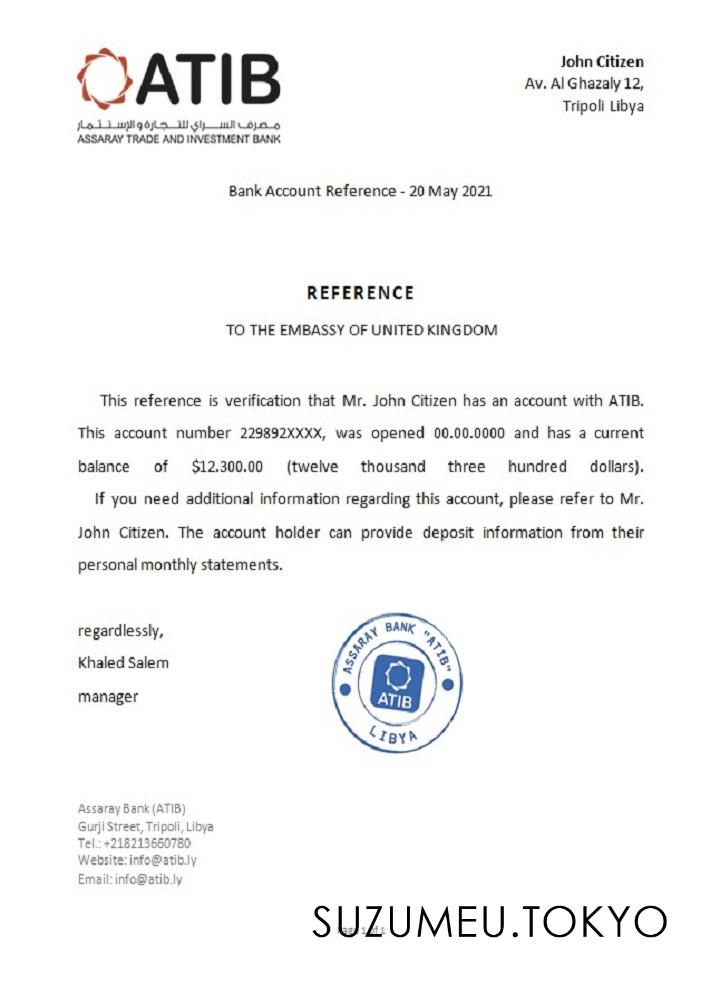 ATIB
مصرف السراي للتجارة والإستثمار
ASSARAY TRADE AND INVESTMENT BANK
John Citizen
Av. Al Ghazaly 12,
Tripoli Libya
Bank Account Reference - 20 May 2021
REFERENCE
TO THE EMBASSY OF UNITED KINGDOM
This reference is verification that Mr. John Citizen has an account with ATIB.
This account number 229892XXXX, was opened 00.00.0000 and has a current
balance of $12.300.00 (twelve thousand three hundred dollars).
If you need additional information regarding this account, please refer to Mr.
John Citizen. The account holder can provide deposit information from their
personal monthly statements.
regardlessly,
Khaled Salem
manager
ASSARAY BANK "ATIB"
ATIB
LIBYA
Assaray Bank (ATIB)
Gurji Street, Tripoli, Libya
Tel.: +218213660780
Website: info@atib.ly
Email: info@atib.ly
Page 1 of 1
SUZUMEU.TOKYO